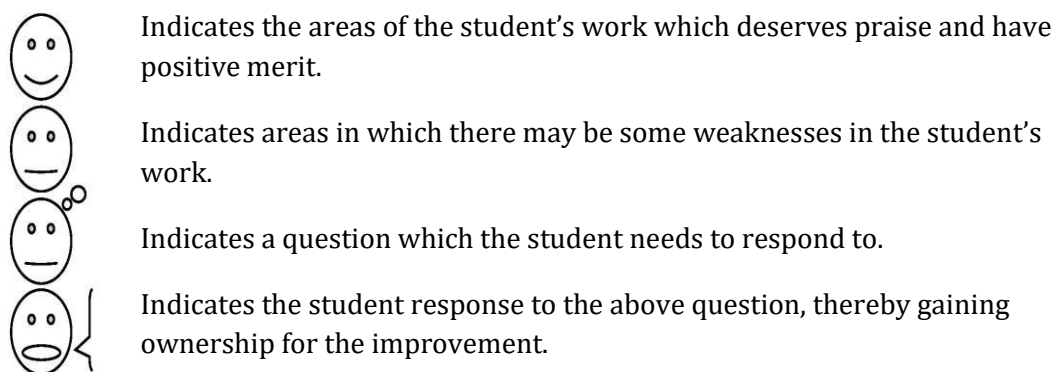 Indicates the areas of the student’s work which deserves praise and have
positive merit.
Indicates areas in which there may be some weaknesses in the student’s
work.
Indicates a question which the student needs to respond to.
Indicates the student response to the above question, thereby gaining
ownership for the improvement.